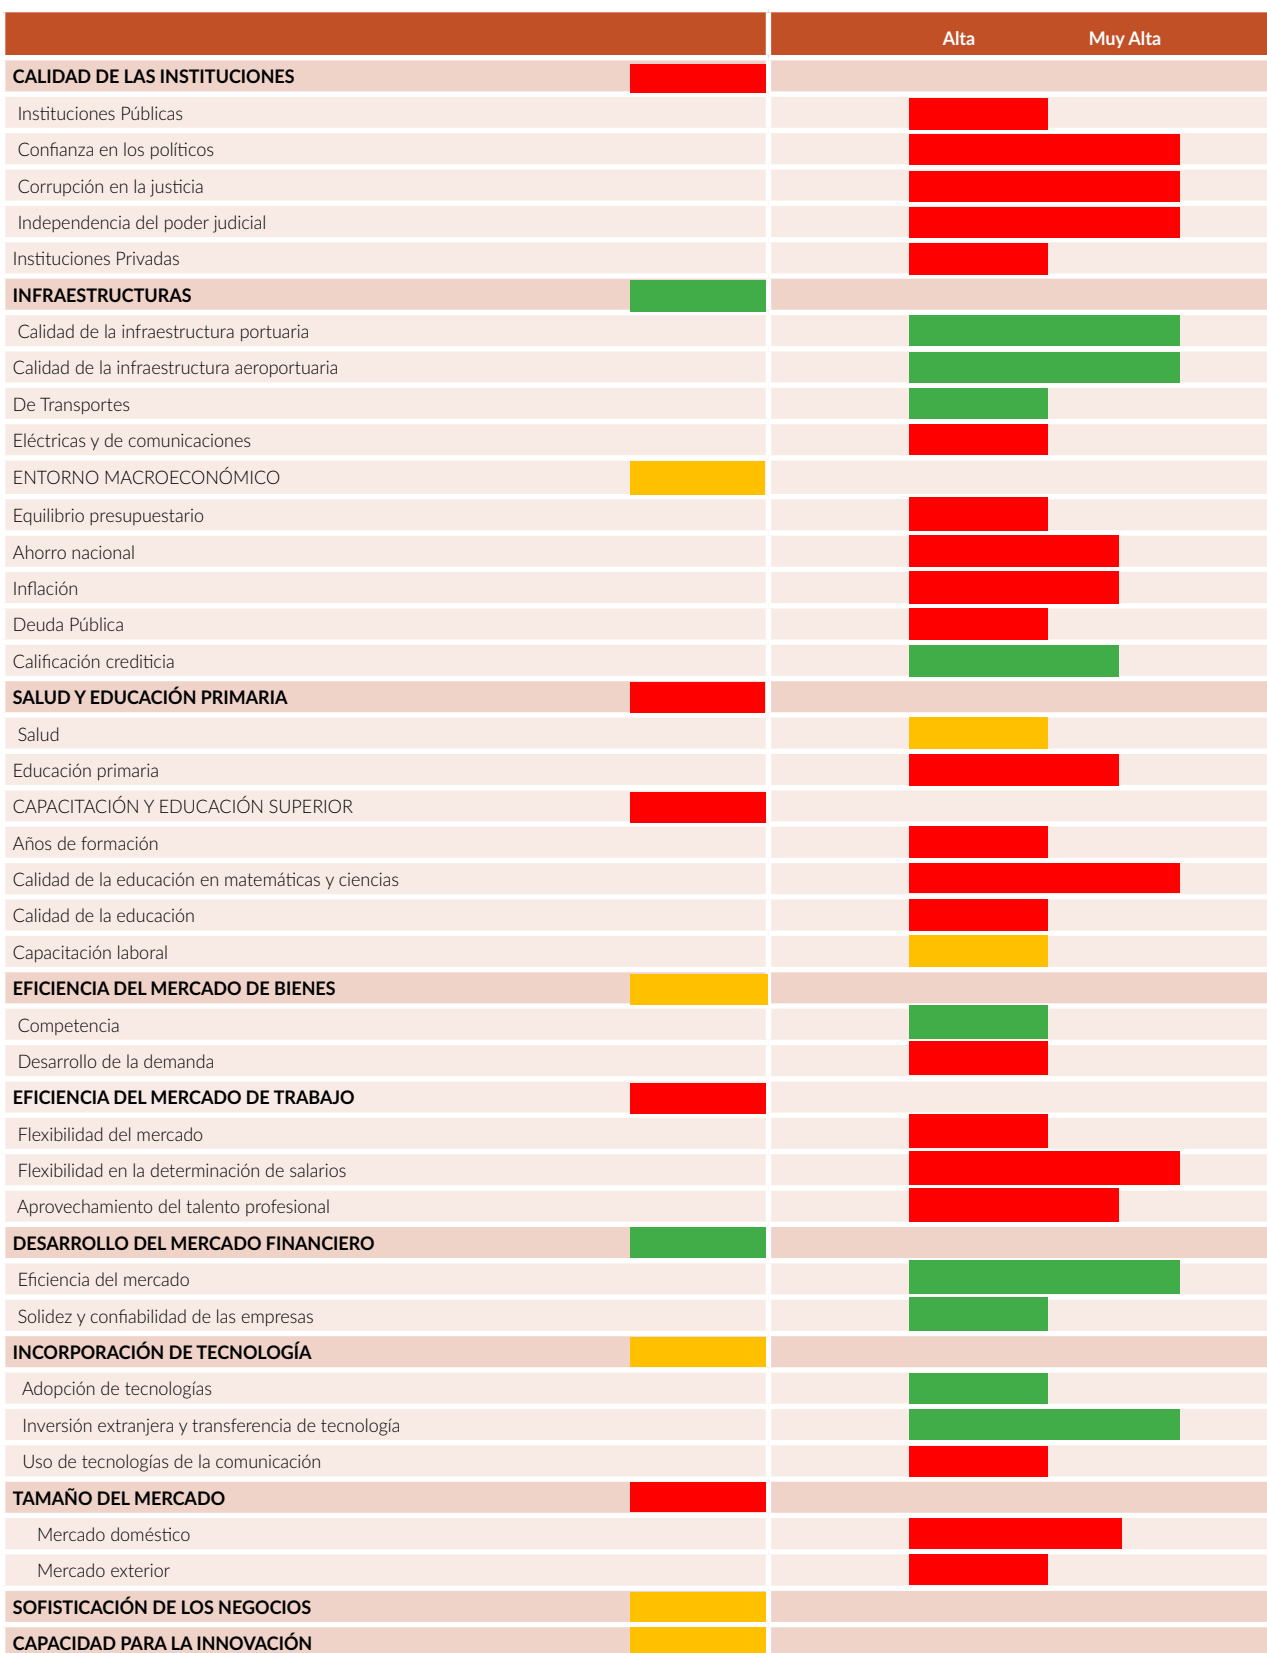 Alta Muy Alta
CALIDAD DE LAS INSTITUCIONES
Instituciones Públicas
Confianza en los políticos
Corrupción en la justicia
Independencia del poder judicial
Instituciones Privadas
INFRAESTRUCTURAS
Calidad de la infraestructura portuaria
Calidad de la infraestructura aeroportuaria
De Transportes
Eléctricas y de comunicaciones
ENTORNO MACROECONÓMICO
Equilibrio presupuestario
Ahorro nacional
Inflación
Deuda Pública
Calificación crediticia
SALUD Y EDUCACIÓN PRIMARIA
Salud
Educación primaria
CAPACITACIÓN Y EDUCACIÓN SUPERIOR
Años de formación
Calidad de la educación en matemáticas y ciencias
Calidad de la educación
Capacitación laboral
EFICIENCIA DEL MERCADO DE BIENES
Competencia
Desarrollo de la demanda
EFICIENCIA DEL MERCADO DE TRABAJO
Flexibilidad del mercado
Flexibilidad en la determinación de salarios
Aprovechamiento del talento profesional
DESARROLLO DEL MERCADO FINANCIERO
Eficiencia del mercado
Solidez y confiabilidad de las empresas
INCORPORACIÓN DE TECNOLOGÍA
Adopción de tecnologías
Inversión extranjera y transferencia de tecnología
Uso de tecnologías de la comunicación
TAMAÑO DEL MERCADO
Mercado doméstico
Mercado exterior
SOFISTICACIÓN DE LOS NEGOCIOS
CAPACIDAD PARA LA INNOVACIÓN